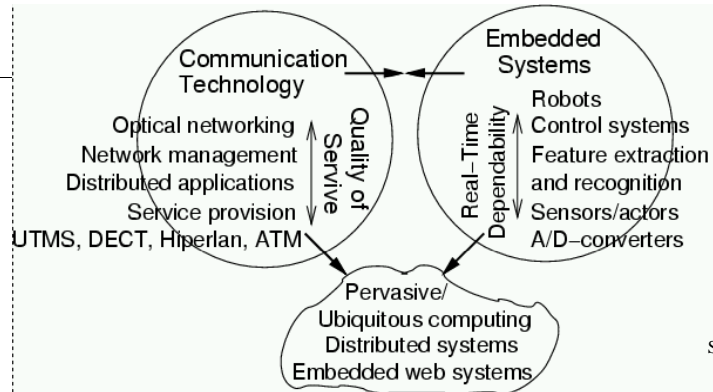 Communication
Technology
Optical networking
Network management
Distributed applications
Service provision
UTMS, DECT, Hiperlan, ATM
Quality of
Servive
Embedded
Systems
Real-Time
Dependability
Robots
Control systems
Feature extraction
and recognition
Sensors/actors
A/D-converters
Pervasive/
Ubiquitous computing
Distributed systems
Embedded web systems
s